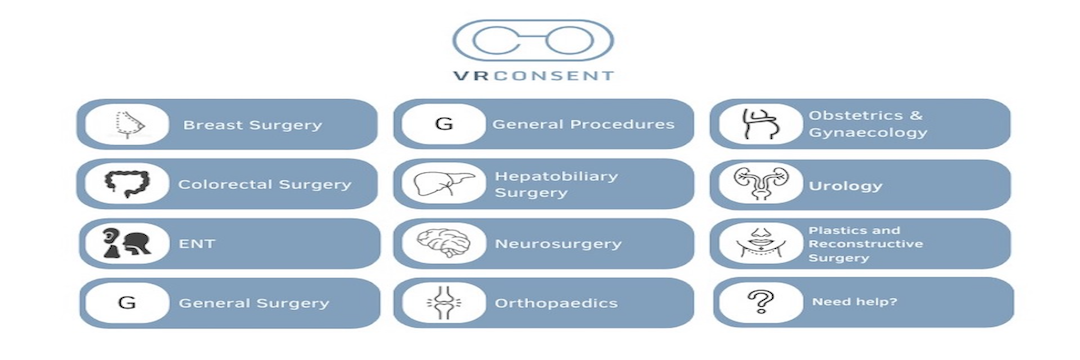 VRCONSENT
Breast Surgery
G
General Procedures
Obstetrics &
Gynaecology
Colorectal Surgery
Hepatobiliary
Surgery
Urology
ENT
Neurosurgery
Plastics and
Reconstructive
Surgery
G
General Surgery
Orthopaedics
?
Need help?